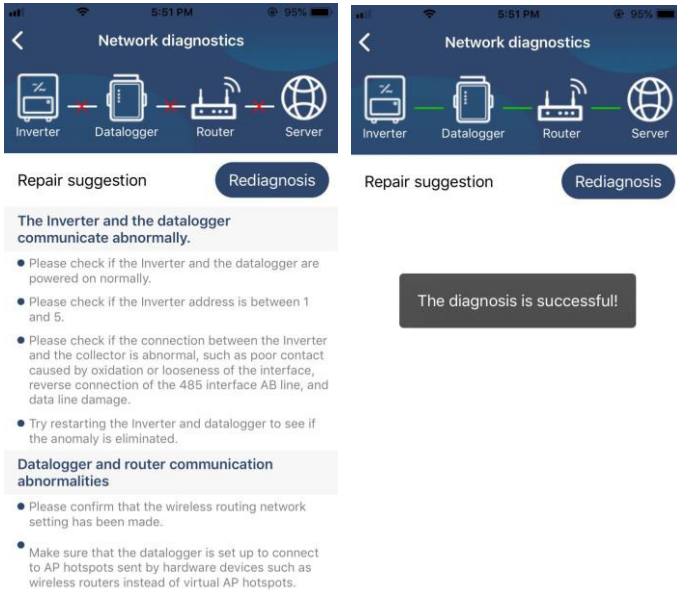 5:51 PM
95%
Network diagnostics
Inverter
Datalogger
Router
Server
Repair suggestion
Rediagnosis
The Inverter and the datalogger
communicate abnormally.
Please check if the Inverter and the datalogger are
powered on normally.
Please check if the Inverter address is between 1
and 5.
Please check if the connection between the Inverter
and the collector is abnormal, such as poor contact
caused by oxidation or looseness of the interface,
reverse connection of the 485 interface AB line, and
data line damage.
Try restarting the Inverter and datalogger to see if
the anomaly is eliminated.
Datalogger and router communication
abnormalities
Please confirm that the wireless routing network
setting has been made.
Make sure that the datalogger is set up to connect
to AP hotspots sent by hardware devices such as
wireless routers instead of virtual AP hotspots.
5:51 PM
95%
Network diagnostics
Inverter
Datalogger
Router
Server
Repair suggestion
Rediagnosis
The diagnosis is successful!